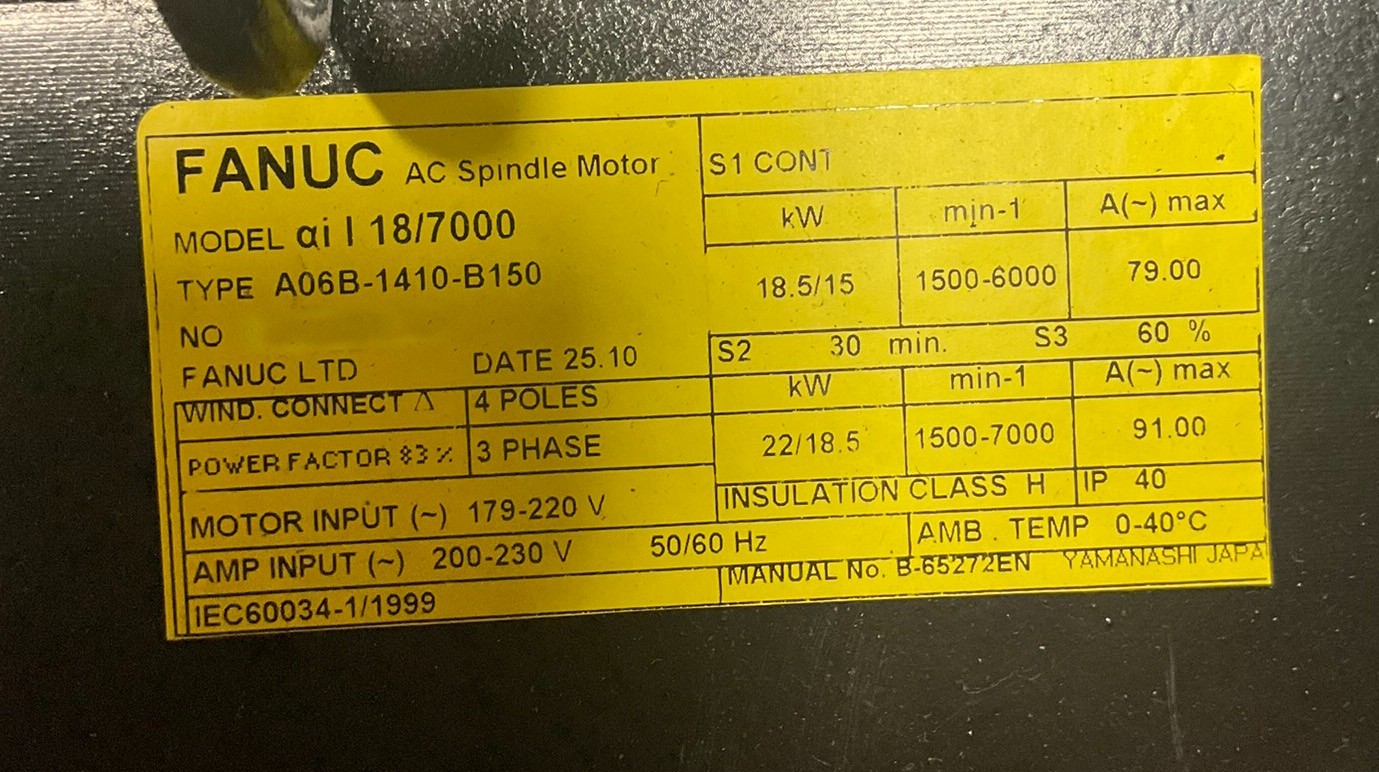 FANUC AC Spindle Motor
MODEL αi I 18/7000
TYPE A06B-1410-B150
NO
FANUC LTD DATE 25.10
WIND. CONNECT △ 4 POLES
POWER FACTOR 83 % 3 PHASE
MOTOR INPUT (~) 179-220 V
AMP INPUT (~) 200-230 V 50/60 Hz
IEC60034-1/1999
S1 CONT
kW min-1 A(~) max
18.5/15 1500-6000 79.00
S2 30 min. S3 60 %
kW min-1 A(~) max
22/18.5 1500-7000 91.00
INSULATION CLASS H IP 40
AMB. TEMP 0-40°C
MANUAL No. B-65272EN YAMANASHI JAPA